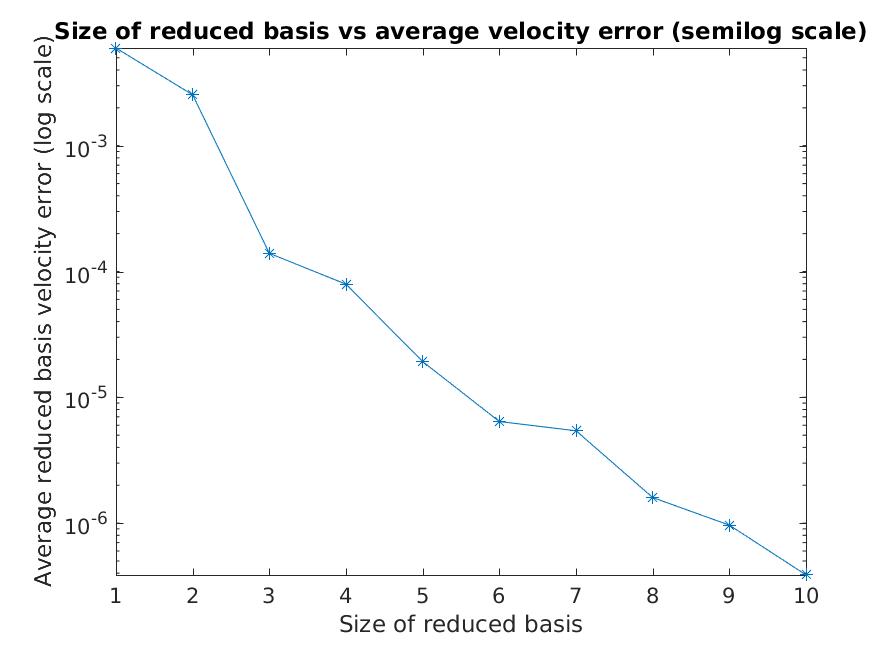 Size of reduced basis vs average velocity error (semilog scale)
Average reduced basis velocity error (log scale)
10^-3
10^-4
10^-5
10^-6
1 2 3 4 5 6 7 8 9 10
Size of reduced basis